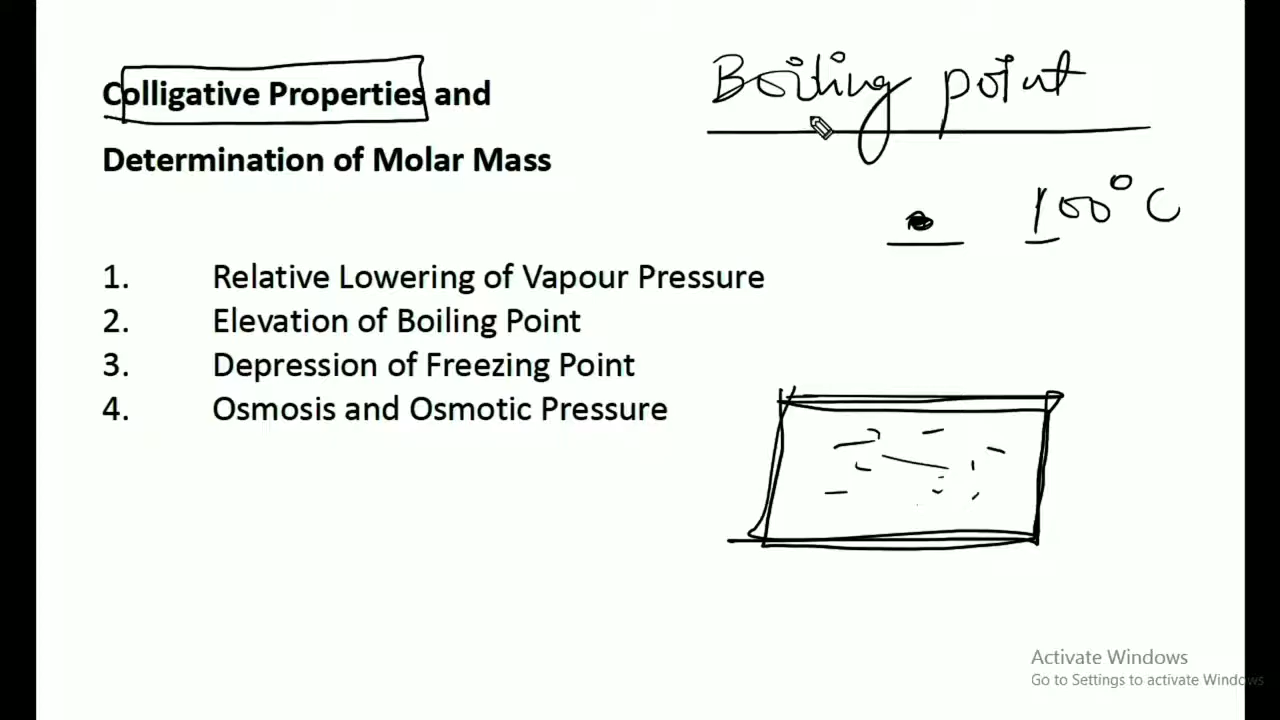 Colligative Properties and
Determination of Molar Mass
1. Relative Lowering of Vapour Pressure
2. Elevation of Boiling Point
3. Depression of Freezing Point
4. Osmosis and Osmotic Pressure
Boiling point
100°C
Activate Windows
Go to Settings to activate Windows.